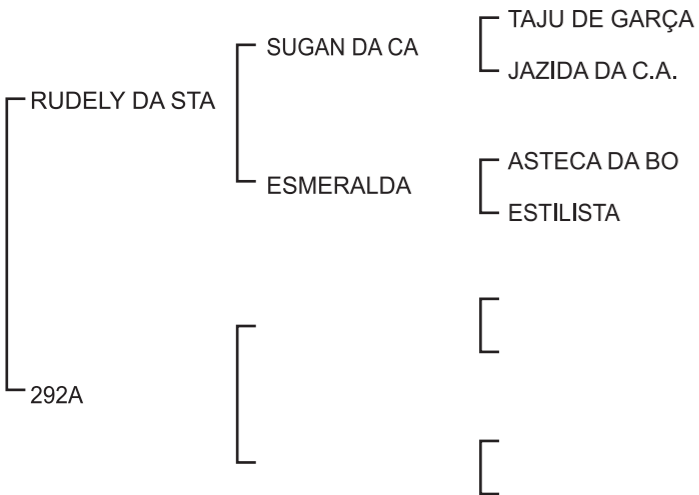 TAJU DE GARÇA
SUGAN DA CA
JAZIDA DA C.A.
RUDELY DA STA
ASTECA DA BO
ESMERALDA
ESTILISTA
292A